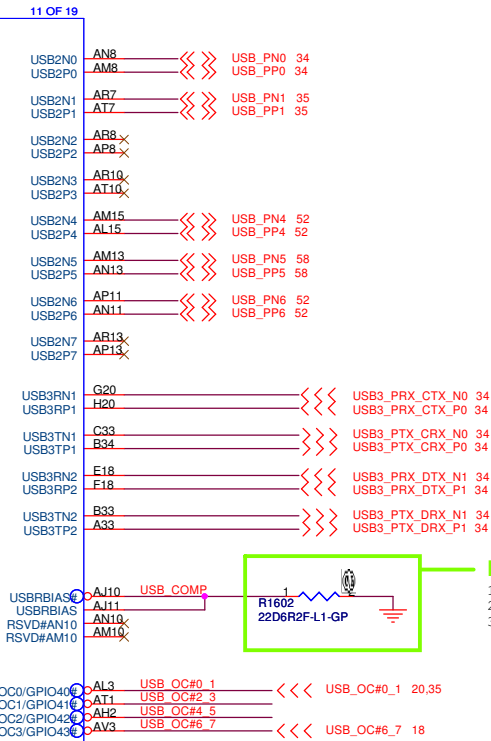 11 OF 19
USB2N0 AN8 USB_PN0 34
USB2P0 AM8 USB_PP0 34
USB2N1 AR7 USB_PN1 35
USB2P1 AT7 USB_PP1 35
USB2N2 AR8
USB2P2 AP8
USB2N3 AR10
USB2P3 AT10
USB2N4 AM15 USB_PN4 52
USB2P4 AL15 USB_PP4 52
USB2N5 AM13 USB_PN5 58
USB2P5 AN13 USB_PP5 58
USB2N6 AP11 USB_PN6 52
USB2P6 AN11 USB_PP6 52
USB2N7 AR13
USB2P7 AP13
USB3RN1 G20 USB3_PRX_CTX_N0 34
USB3RP1 H20 USB3_PRX_CTX_P0 34
USB3TN1 C33 USB3_PTX_CRX_N0 34
USB3TP1 B34 USB3_PTX_CRX_P0 34
USB3RN2 E18 USB3_PRX_DTX_N1 34
USB3RP2 F18 USB3_PRX_DTX_P1 34
USB3TN2 B33 USB3_PTX_DRX_N1 34
USB3TP2 A33 USB3_PTX_DRX_P1 34
USBRBIAS# AJ10 USB_COMP 1
USBRBIAS AJ11 R1602
RSVD#AN10 AN10 22D6R2F-L1-GP
RSVD#AM10 AM10
OC0/GPIO40# AL3 USB_OC#0_1 USB_OC#0_1 20,35
OC1/GPIO41# AT1 USB_OC#2_3
OC2/GPIO42# AH2 USB_OC#4_5
OC3/GPIO43# AV3 USB_OC#6_7 USB_OC#6_7 18